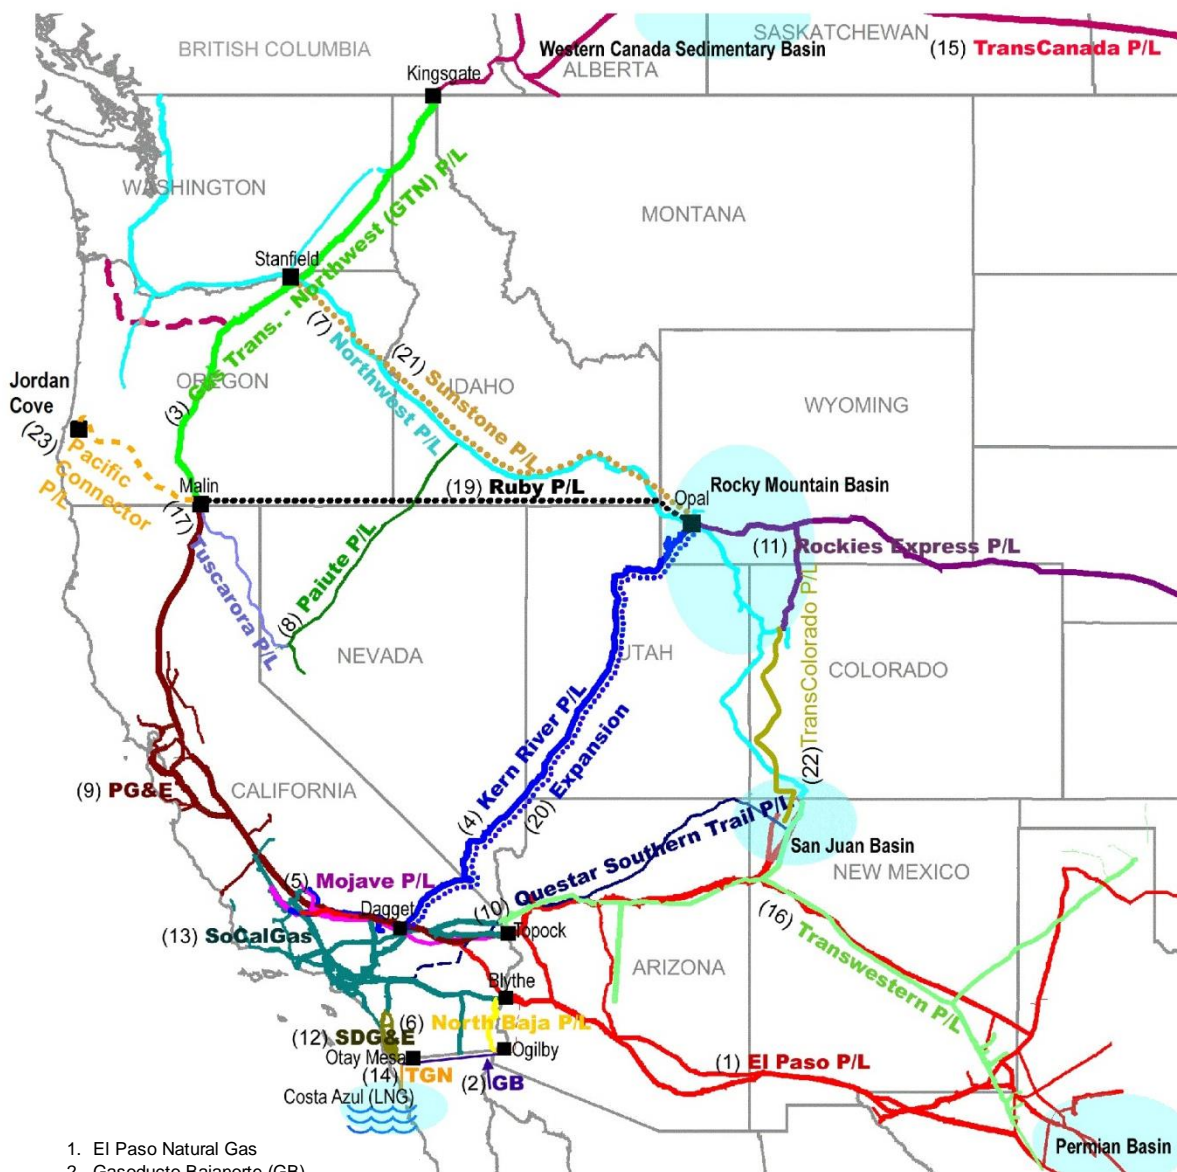 BRITISH COLUMBIA
SASKATCHEWAN
Western Canada Sedimentary Basin
(15) TransCanada P/L
ALBERTA
Kingsgate
WASHINGTON
MONTANA
Stanfield
(3) Gas Trans. - Northwest (GTN) P/L
(7) Northwest P/L
(21) Sunstone P/L
OREGON
IDAHO
WYOMING
Jordan
Cove
(23)
Pacific
Connector
P/L
Malin
(19) Ruby P/L
Opal
Rocky Mountain Basin
(17) Tuscarora P/L
(11) Rockies Express P/L
(8) Paiute P/L
NEVADA
UTAH
COLORADO
(22) TransColorado P/L
(4) Kern River P/L
(20) Expansion
(9) PG&E
CALIFORNIA
Questar Southern Trail P/L
San Juan Basin
NEW MEXICO
(5) Mojave P/L
Dagget
(10)
Topock
(13) SoCalGas
(16) Transwestern P/L
ARIZONA
Blythe
(6) North Baja P/L
(12) SDG&E
Otay Mesa
Ogilby
(14) TGN
(2) GB
(1) El Paso P/L
Costa Azul (LNG)
Permian Basin
1. El Paso Natural Gas
2. Gasoducto Bajanorte (GB)